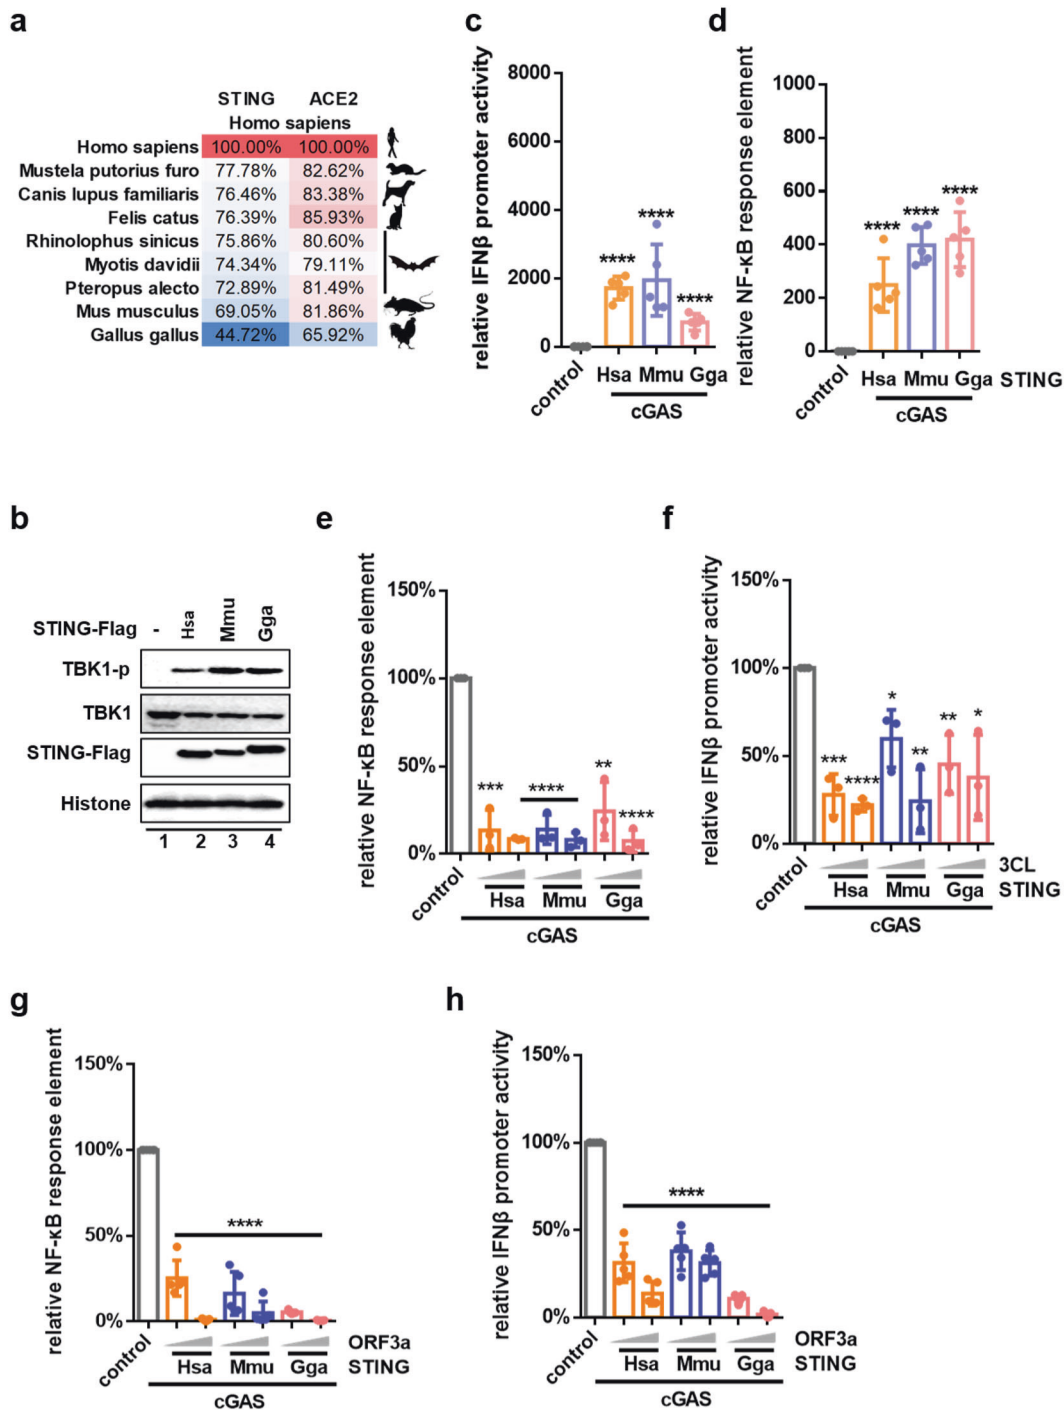 a
STING ACE2
Homo sapiens
Homo sapiens 100.00% 100.00%
Mustela putorius furo 77.78% 82.62%
Canis lupus familiaris 76.46% 83.38%
Felis catus 76.39% 85.93%
Rhinolophus sinicus 75.86% 80.60%
Myotis davidii 74.34% 79.11%
Pteropus alecto 72.89% 81.49%
Mus musculus 69.05% 81.86%
Gallus gallus 44.72% 65.92%
c
relative IFNβ promoter activity
8000
6000
4000
2000
0
**** **** ****
control Hsa Mmu Gga
cGAS
d
relative NF-κB response element
1000
800
600
400
200
0
**** **** ****
control Hsa Mmu Gga STING
cGAS
b
STING-Flag - Hsa Mmu Gga
TBK1-p
TBK1
STING-Flag
Histone
1 2 3 4
e
relative NF-κB response element
150%
100%
50%
0%
*** **** ** ****
control
Hsa Mmu Gga
cGAS
f
relative IFNβ promoter activity
150%
100%
50%
0%
*** **** * ** ** *
control
3CL
Hsa Mmu Gga STING
cGAS
g
relative NF-κB response element
150%
100%
50%
0%
****
control
ORF3a
Hsa Mmu Gga STING
cGAS
h
relative IFNβ promoter activity
150%
100%
50%
0%
****
control
ORF3a
Hsa Mmu Gga STING
cGAS